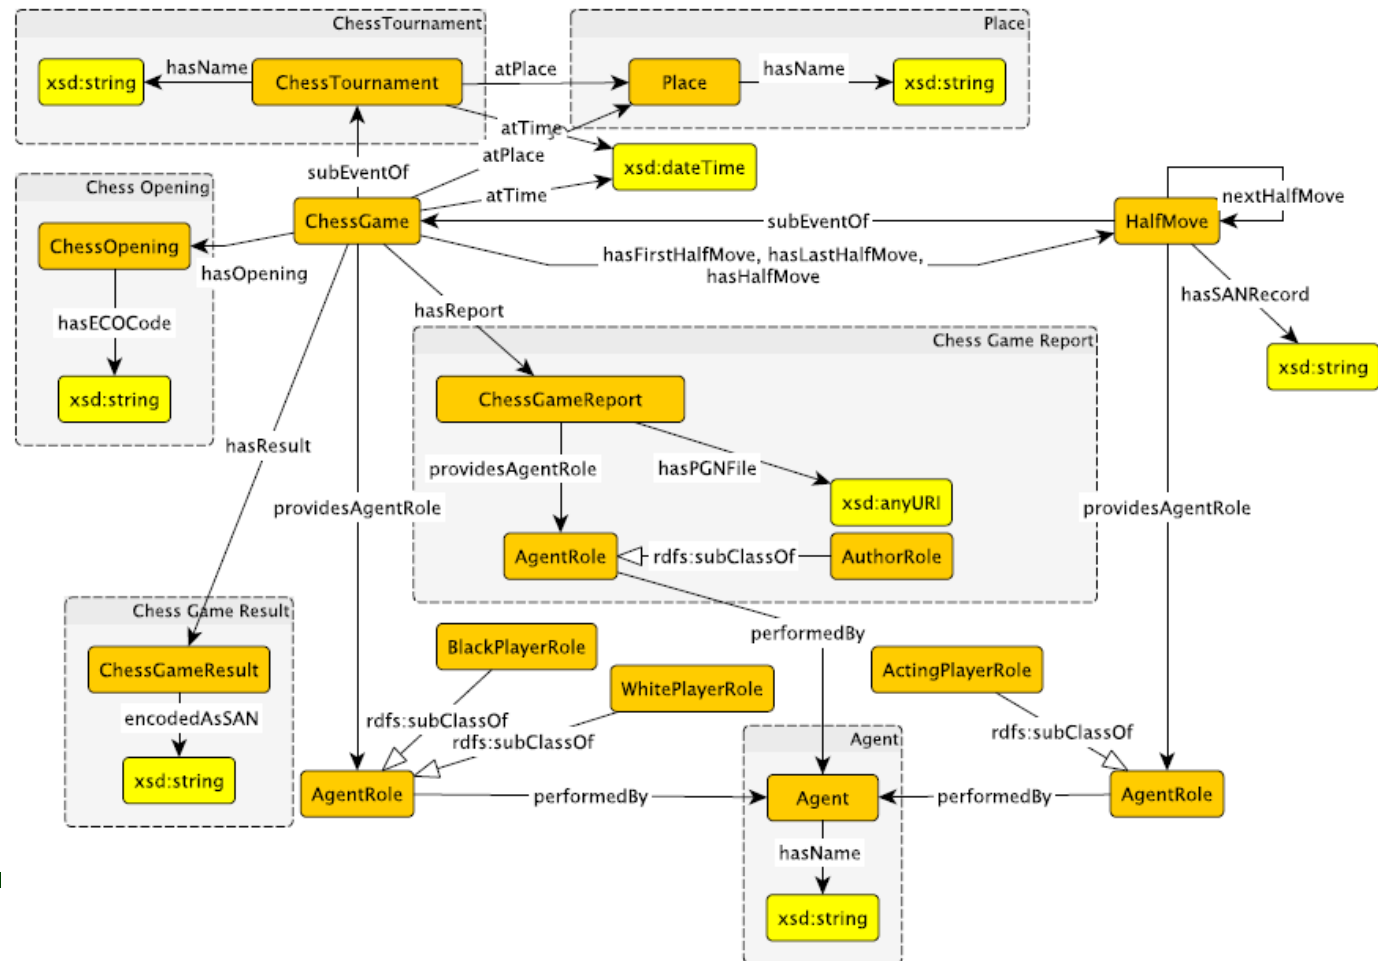 ChessTournament
Place
xsd:string
hasName
ChessTournament
atPlace
Place
hasName
xsd:string
atTime
atPlace
xsd:dateTime
subEventOf
atTime
Chess Opening
ChessOpening
hasOpening
ChessGame
subEventOf
HalfMove
nextHalfMove
hasFirstHalfMove, hasLastHalfMove,
hasHalfMove
hasECOCode
xsd:string
hasReport
hasSANRecord
xsd:string
Chess Game Report
ChessGameReport
hasResult
providesAgentRole
hasPGNFile
xsd:anyURI
providesAgentRole
providesAgentRole
AgentRole
rdfs:subClassOf
AuthorRole
Chess Game Result
ChessGameResult
encodedAsSAN
xsd:string
performedBy
BlackPlayerRole
WhitePlayerRole
ActingPlayerRole
rdfs:subClassOf
rdfs:subClassOf
rdfs:subClassOf
Agent
AgentRole
performedBy
Agent
performedBy
AgentRole
hasName
xsd:string